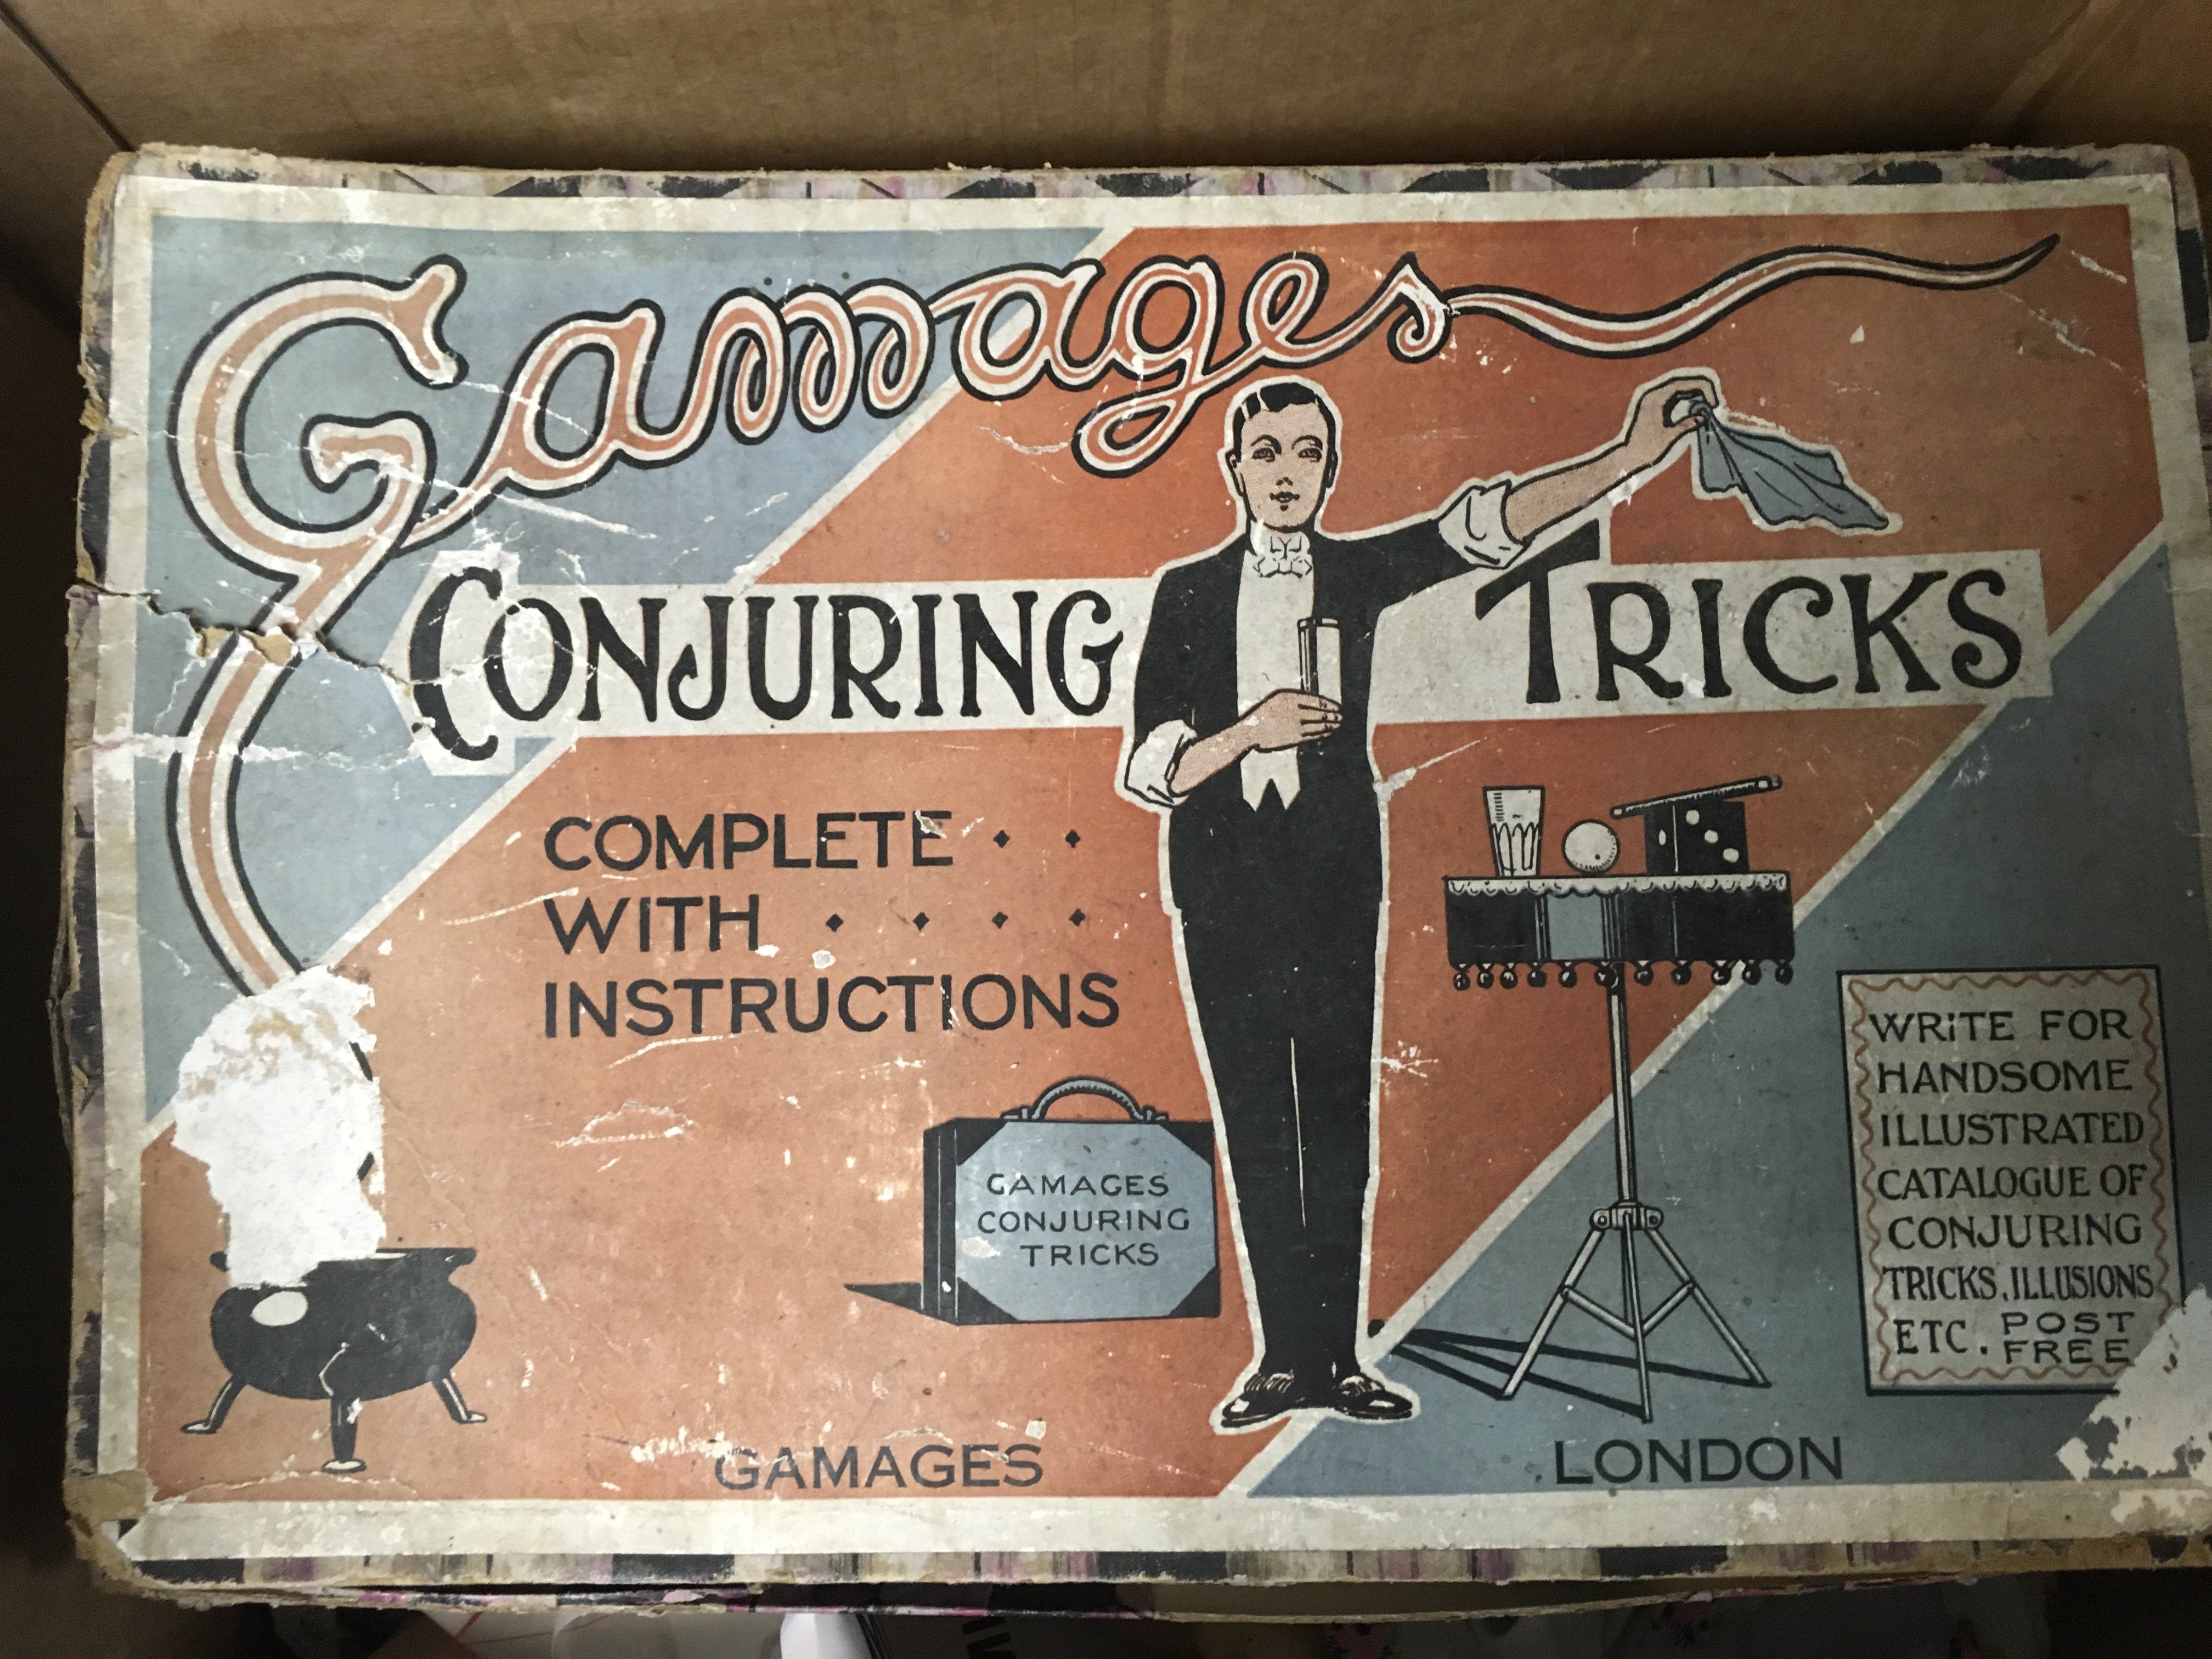 Gamages
CONJURING TRICKS
COMPLETE
WITH
INSTRUCTIONS
GAMAGES
CONJURING
TRICKS
WRITE FOR
HANDSOME
ILLUSTRATED
CATALOGUE OF
CONJURING
TRICKS, ILLUSIONS
ETC. POST
FREE
GAMAGES LONDON